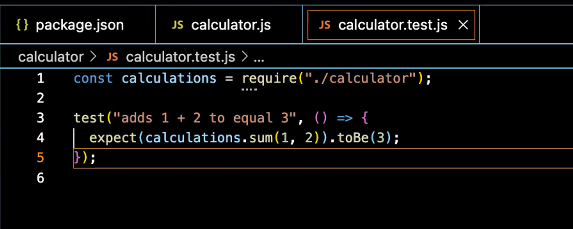 {} package.json
JS calculator.js
JS calculator.test.js ×
calculator > JS calculator.test.js > ...
1 const calculations = require("./calculator");
2
3 test("adds 1 + 2 to equal 3", () => {
4 expect(calculations.sum(1, 2)).toBe(3);
5 });
6